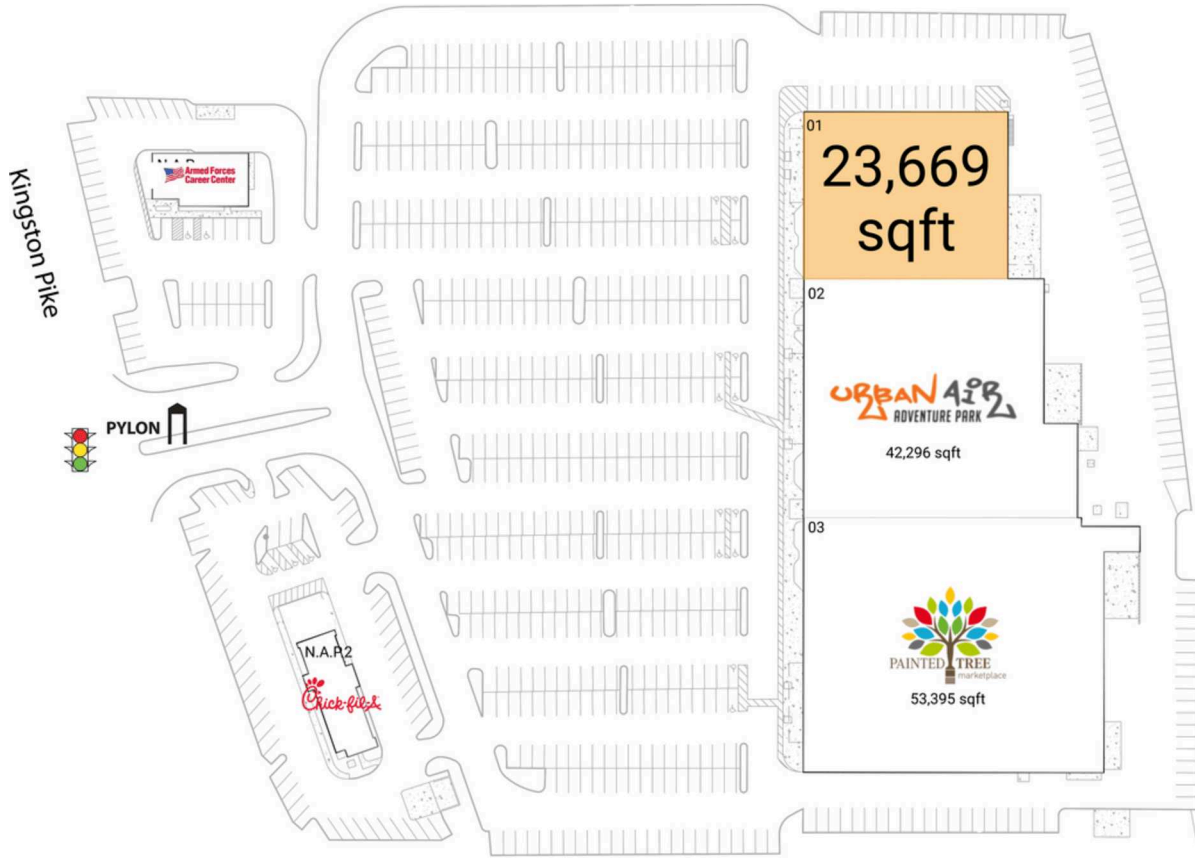 Kingston Pike
Armed Forces
Career Center
PYLON
N.A.P.2
Chick-fil-A
01
23,669
sqft
02
URBAN AIR
ADVENTURE PARK
42,296 sqft
03
PAINTED TREE
marketplace
53,395 sqft